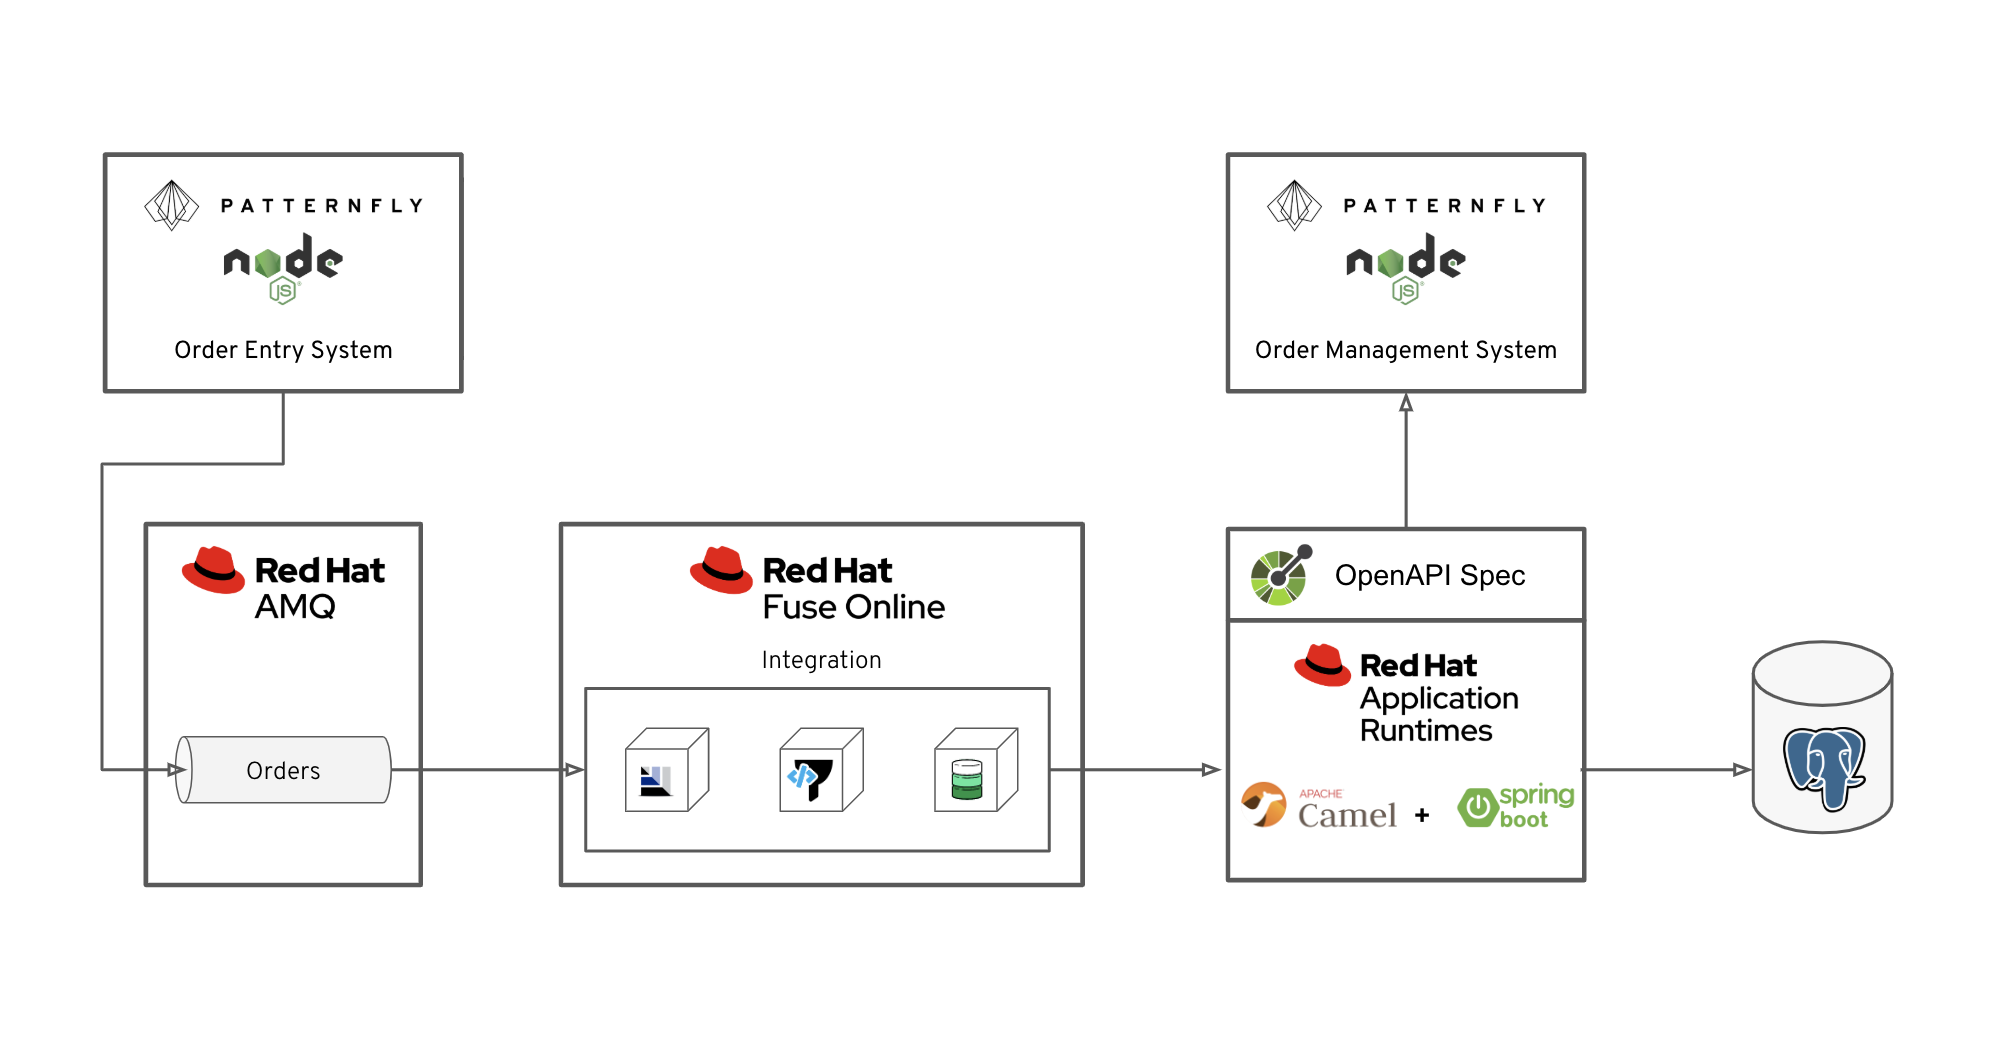 PATTERNFLY
node
JS
Order Entry System
PATTERNFLY
node
JS
Order Management System
Red Hat
AMQ
Orders
Red Hat
Fuse Online
Integration
OpenAPI Spec
Red Hat
Application
Runtimes
APACHE
Camel
+
spring
boot